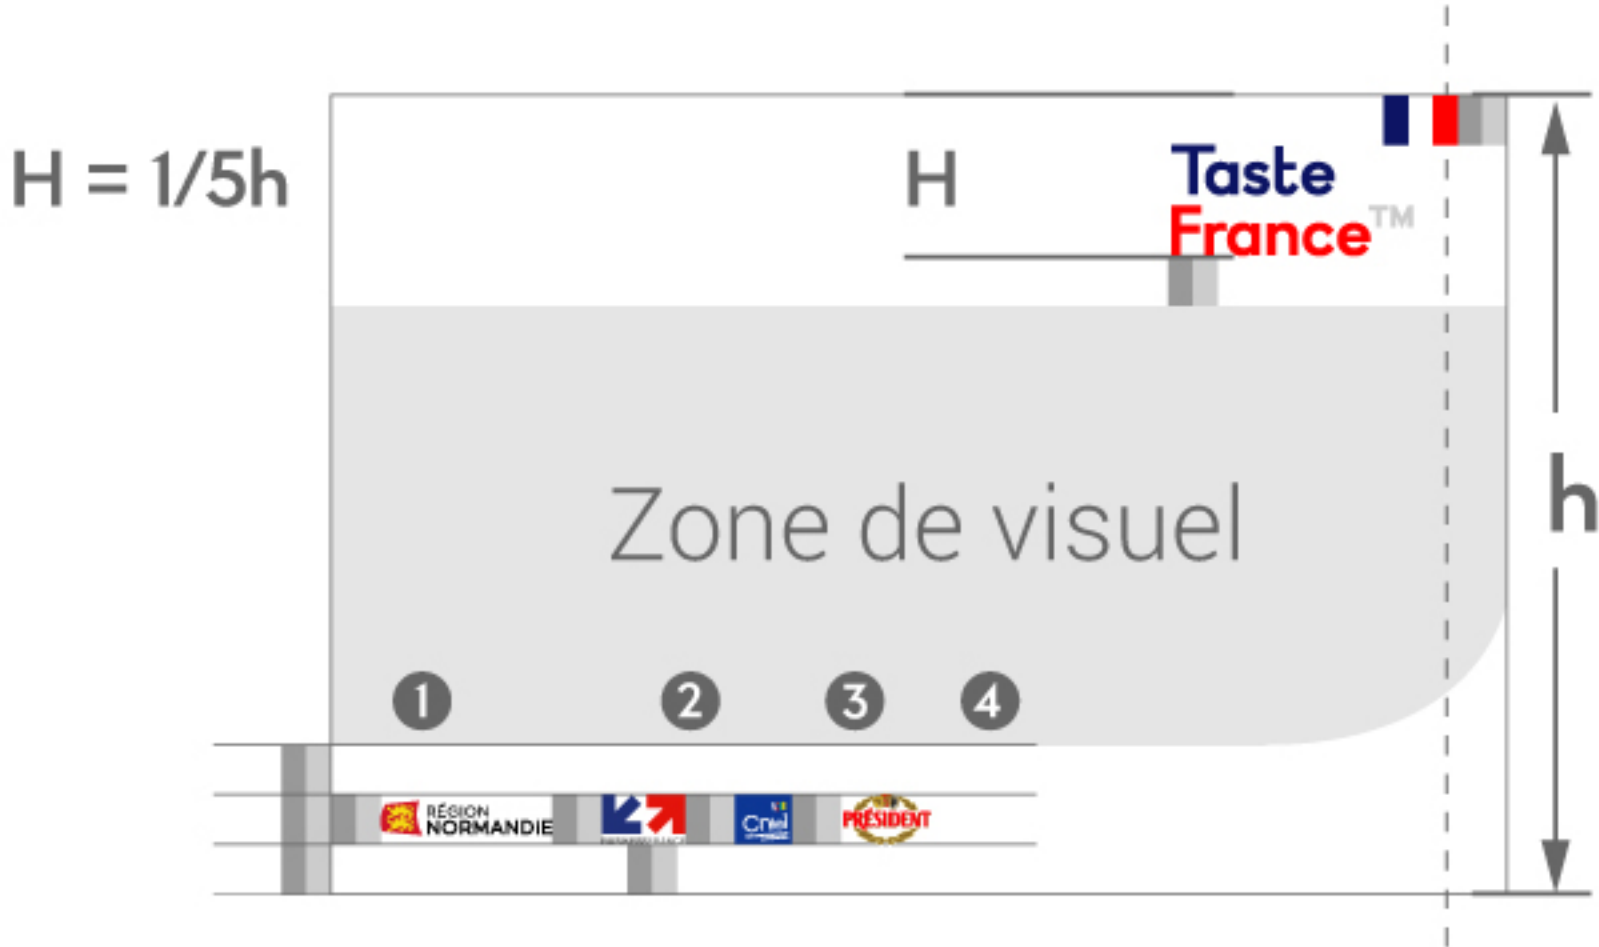 H = 1/5h
H
Taste
France™
h
Zone de visuel
1 2 3 4
RÉGION
NORMANDIE
Cniel
PRÉSIDENT